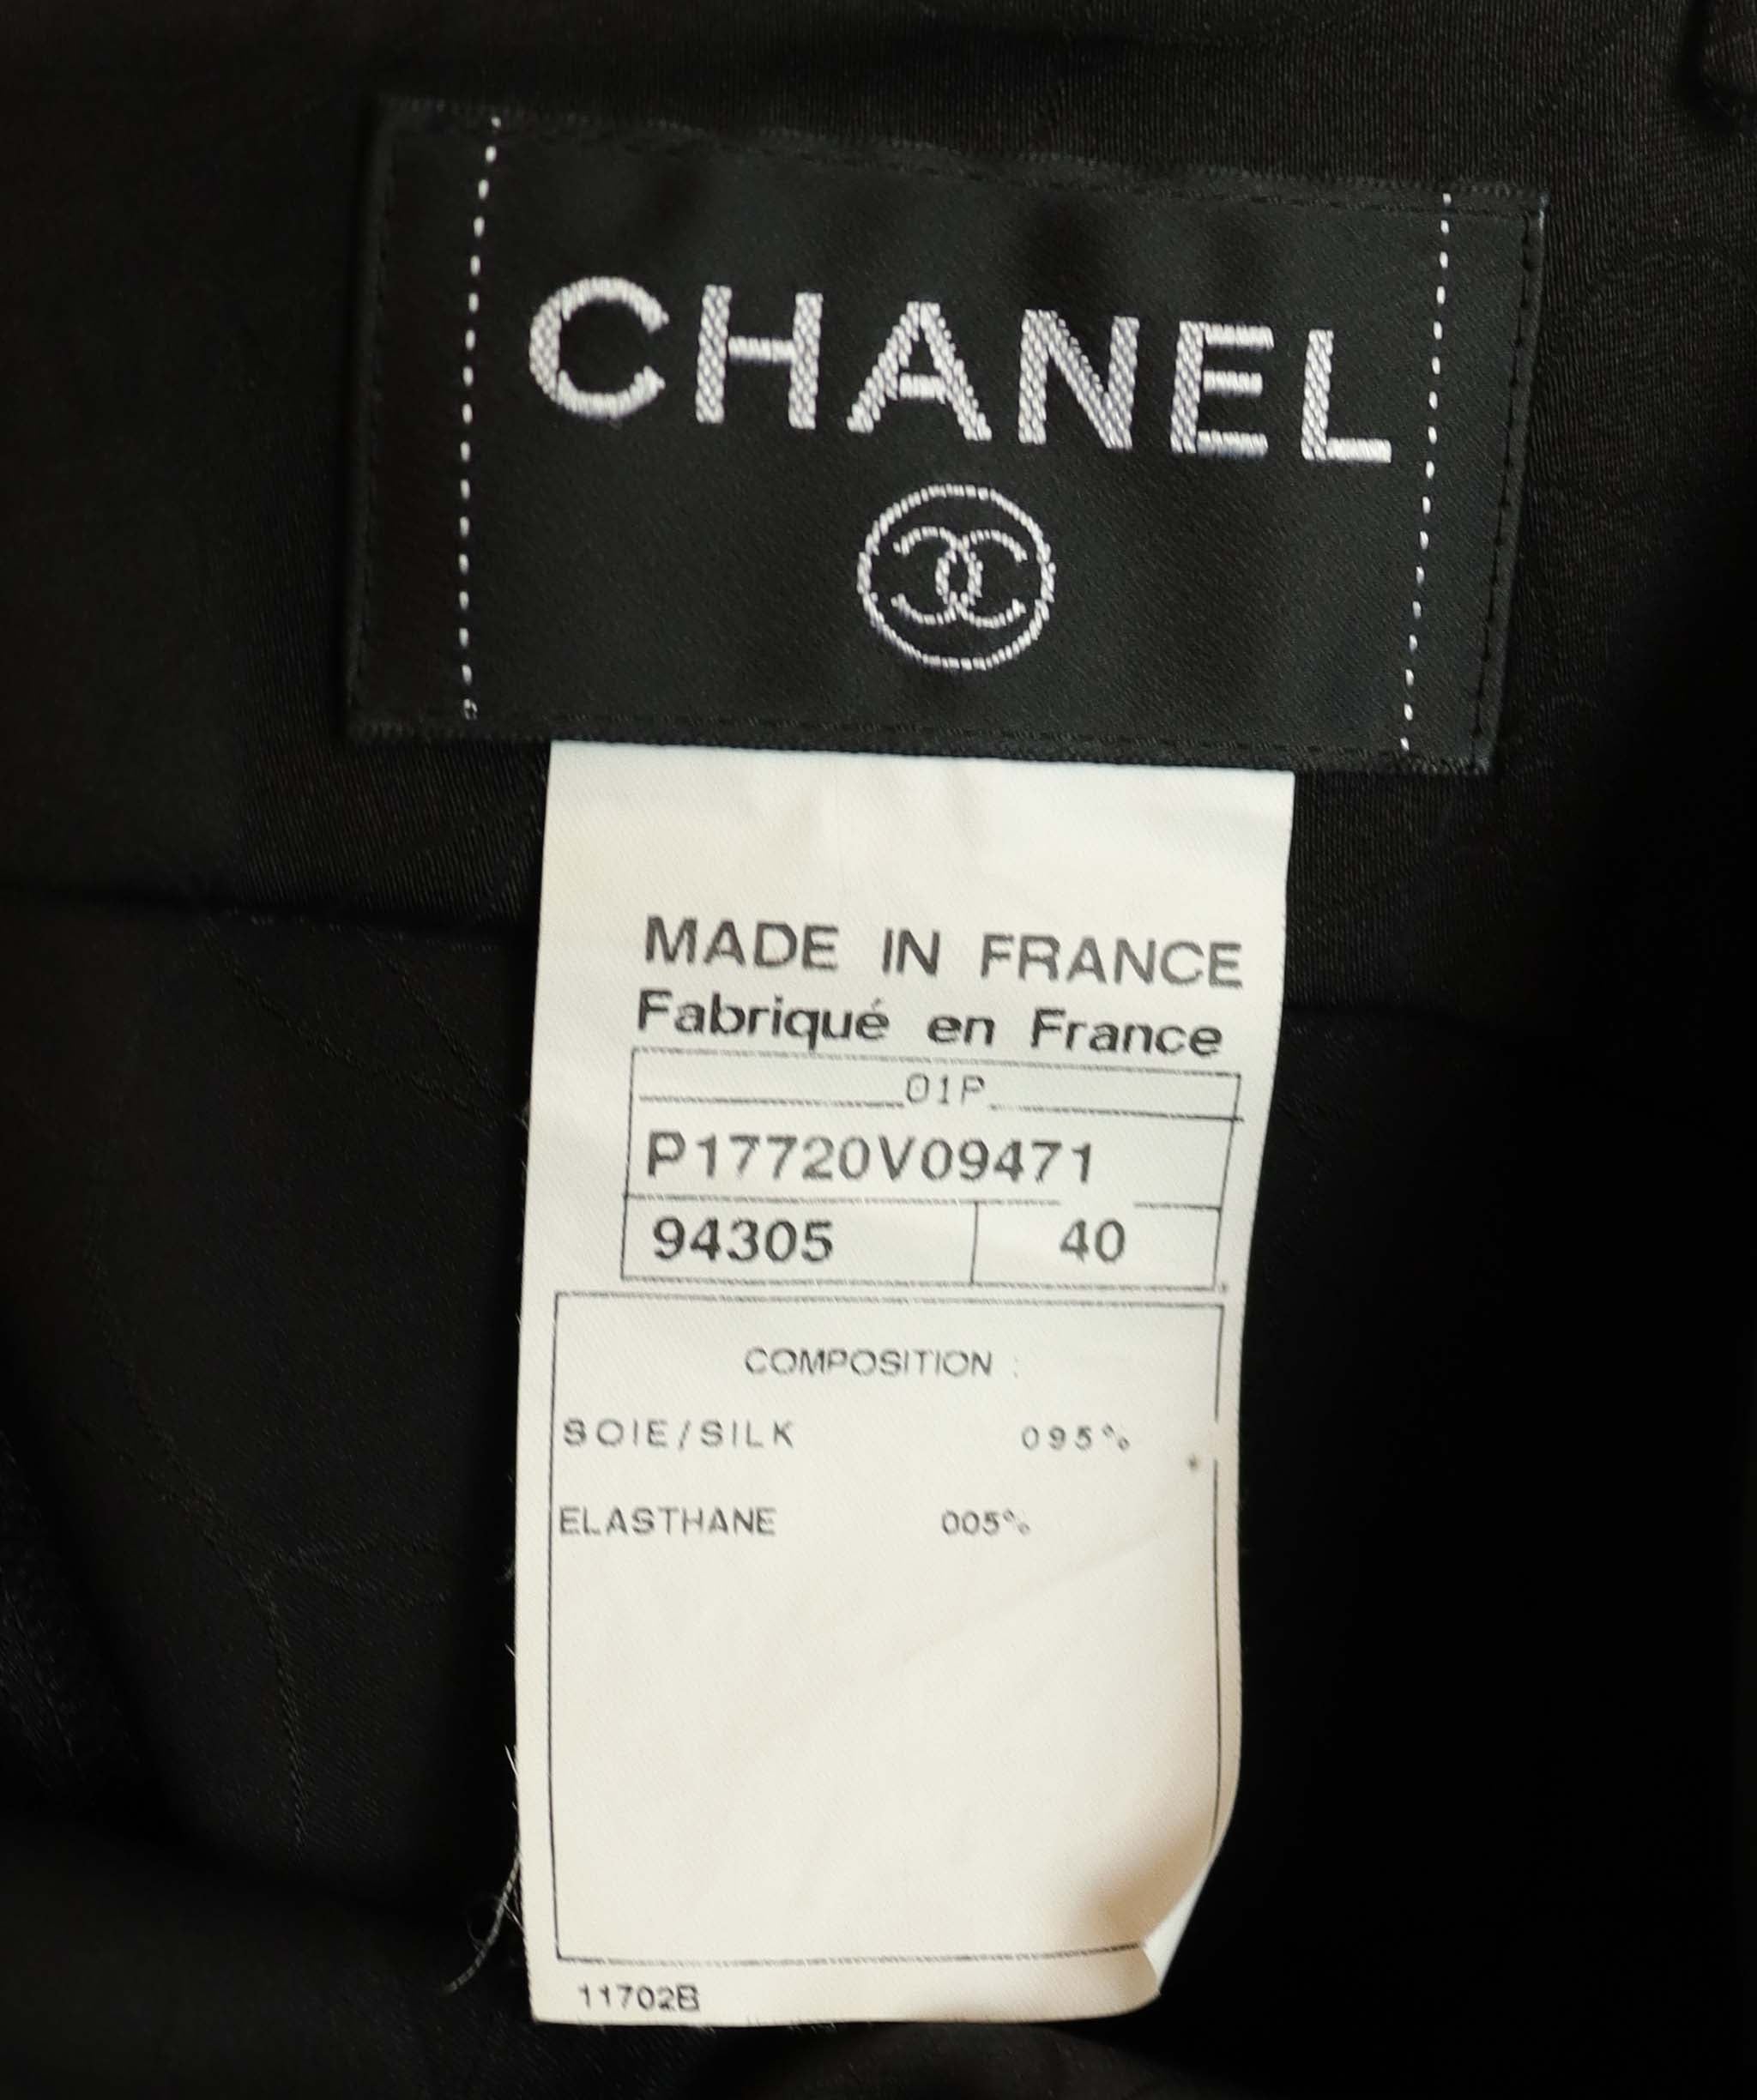 CHANEL
MADE IN FRANCE
Fabriqué en France
01P
P17720V09471
94305 40
COMPOSITION :
SOIE/SILK 095%
ELASTHANE 005%
11702B